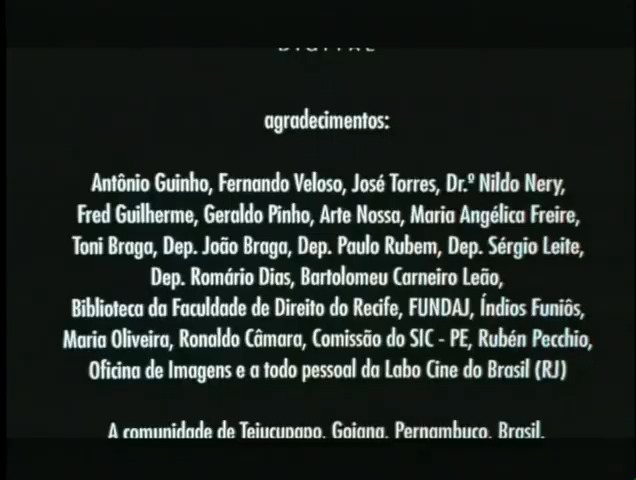 DIGITAL
agradecimentos:
Antônio Guinho, Fernando Veloso, José Torres, Dr.º Nildo Nery,
Fred Guilherme, Geraldo Pinho, Arte Nossa, Maria Angélica Freire,
Toni Braga, Dep. João Braga, Dep. Paulo Rubem, Dep. Sérgio Leite,
Dep. Romário Dias, Bartolomeu Carneiro Leão,
Biblioteca da Faculdade de Direito do Recife, FUNDAJ, Índios Funiôs,
Maria Oliveira, Ronaldo Câmara, Comissão do SIC - PE, Rubén Pecchio,
Oficina de Imagens e a todo pessoal da Labo Cine do Brasil (RJ)
A comunidade de Tejucupapo, Goiana, Pernambuco, Brasil.